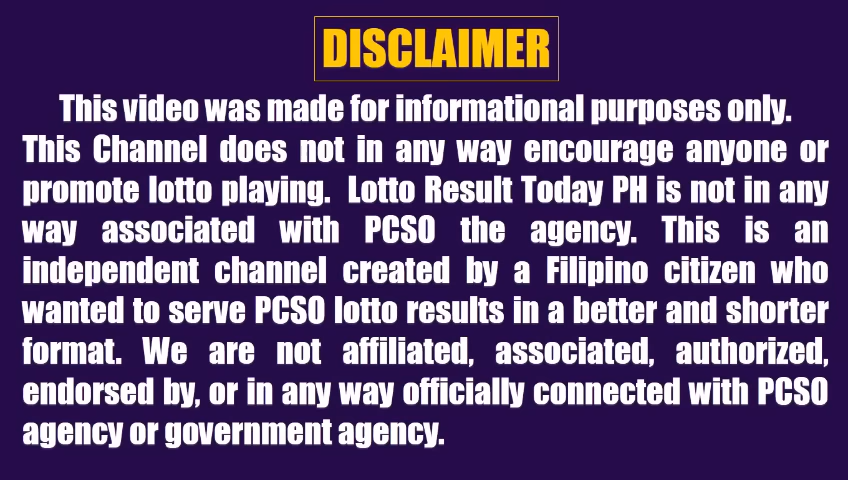 DISCLAIMER
This video was made for informational purposes only.
This Channel does not in any way encourage anyone or
promote lotto playing. Lotto Result Today PH is not in any
way associated with PCSO the agency. This is an
independent channel created by a Filipino citizen who
wanted to serve PCSO lotto results in a better and shorter
format. We are not affiliated, associated, authorized,
endorsed by, or in any way officially connected with PCSO
agency or government agency.